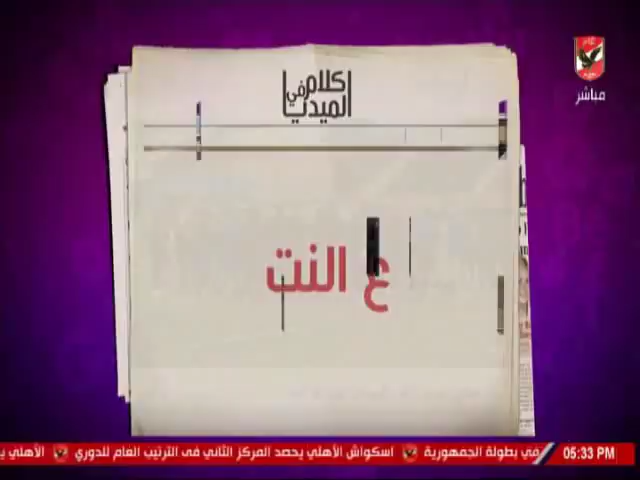 كلام
في
الميديا
مباشر
ع النت
في بطولة الجمهورية اسكواش الأهلي يحصد المركز الثاني فى الترتيب العام للدوري الأهلي
05:33 PM